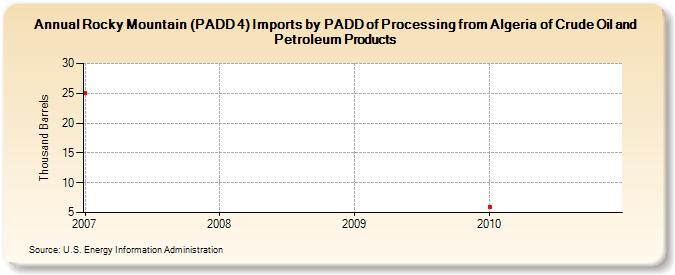 Annual Rocky Mountain (PADD 4) Imports by PADD of Processing from Algeria of Crude Oil and
Petroleum Products
Thousand Barrels
30
25
20
15
10
5
2007 2008 2009 2010
Source: U.S. Energy Information Administration